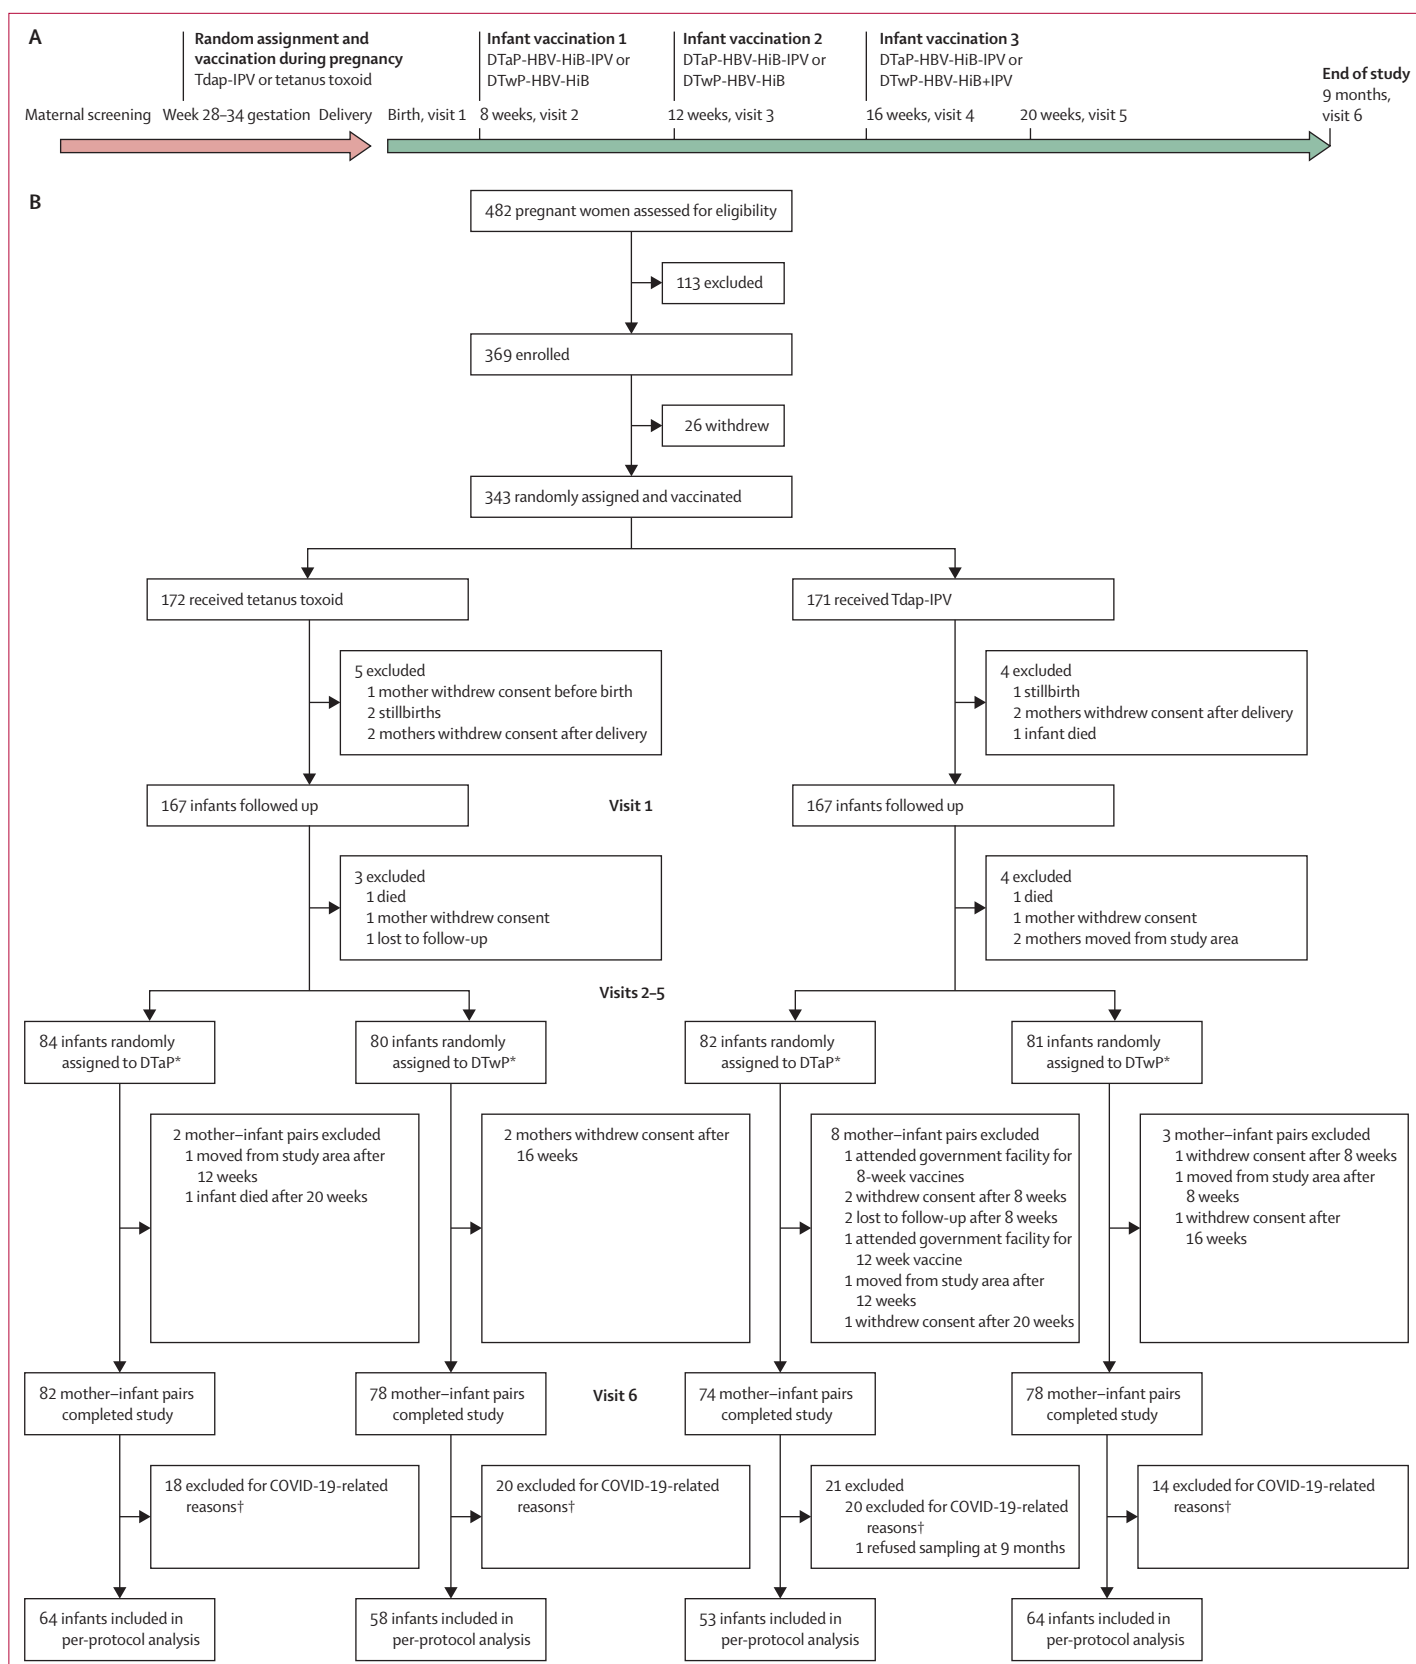 A
Random assignment and
vaccination during pregnancy
Tdap-IPV or tetanus toxoid
Infant vaccination 1
DTaP-HBV-HiB-IPV or
DTwP-HBV-HiB
Infant vaccination 2
DTaP-HBV-HiB-IPV or
DTwP-HBV-HiB
Infant vaccination 3
DTaP-HBV-HiB-IPV or
DTwP-HBV-HiB+IPV
End of study
9 months,
visit 6
Maternal screening
Week 28–34 gestation
Delivery
Birth, visit 1
8 weeks, visit 2
12 weeks, visit 3
16 weeks, visit 4
20 weeks, visit 5
B
482 pregnant women assessed for eligibility
113 excluded
369 enrolled
26 withdrew
343 randomly assigned and vaccinated
172 received tetanus toxoid
171 received Tdap-IPV
5 excluded
1 mother withdrew consent before birth
2 stillbirths
2 mothers withdrew consent after delivery
4 excluded
1 stillbirth
2 mothers withdrew consent after delivery
1 infant died
167 infants followed up
Visit 1
167 infants followed up
3 excluded
1 died
1 mother withdrew consent
1 lost to follow-up
4 excluded
1 died
1 mother withdrew consent
2 mothers moved from study area
Visits 2–5
84 infants randomly
assigned to DTaP*
80 infants randomly
assigned to DTwP*
82 infants randomly
assigned to DTaP*
81 infants randomly
assigned to DTwP*
2 mother–infant pairs excluded
1 moved from study area after
12 weeks
1 infant died after 20 weeks
2 mothers withdrew consent after
16 weeks
8 mother–infant pairs excluded
1 attended government facility for
8-week vaccines
2 withdrew consent after 8 weeks
2 lost to follow-up after 8 weeks
1 attended government facility for
12 week vaccine
1 moved from study area after
12 weeks
1 withdrew consent after 20 weeks
3 mother–infant pairs excluded
1 withdrew consent after 8 weeks
1 moved from study area after
8 weeks
1 withdrew consent after
16 weeks
82 mother–infant pairs
completed study
78 mother–infant pairs
completed study
Visit 6
74 mother–infant pairs
completed study
78 mother–infant pairs
completed study
18 excluded for COVID-19-related
reasons†
20 excluded for COVID-19-related
reasons†
21 excluded
20 excluded for COVID-19-related
reasons†
1 refused sampling at 9 months
14 excluded for COVID-19-related
reasons†
64 infants included in
per-protocol analysis
58 infants included in
per-protocol analysis
53 infants included in
per-protocol analysis
64 infants included in
per-protocol analysis